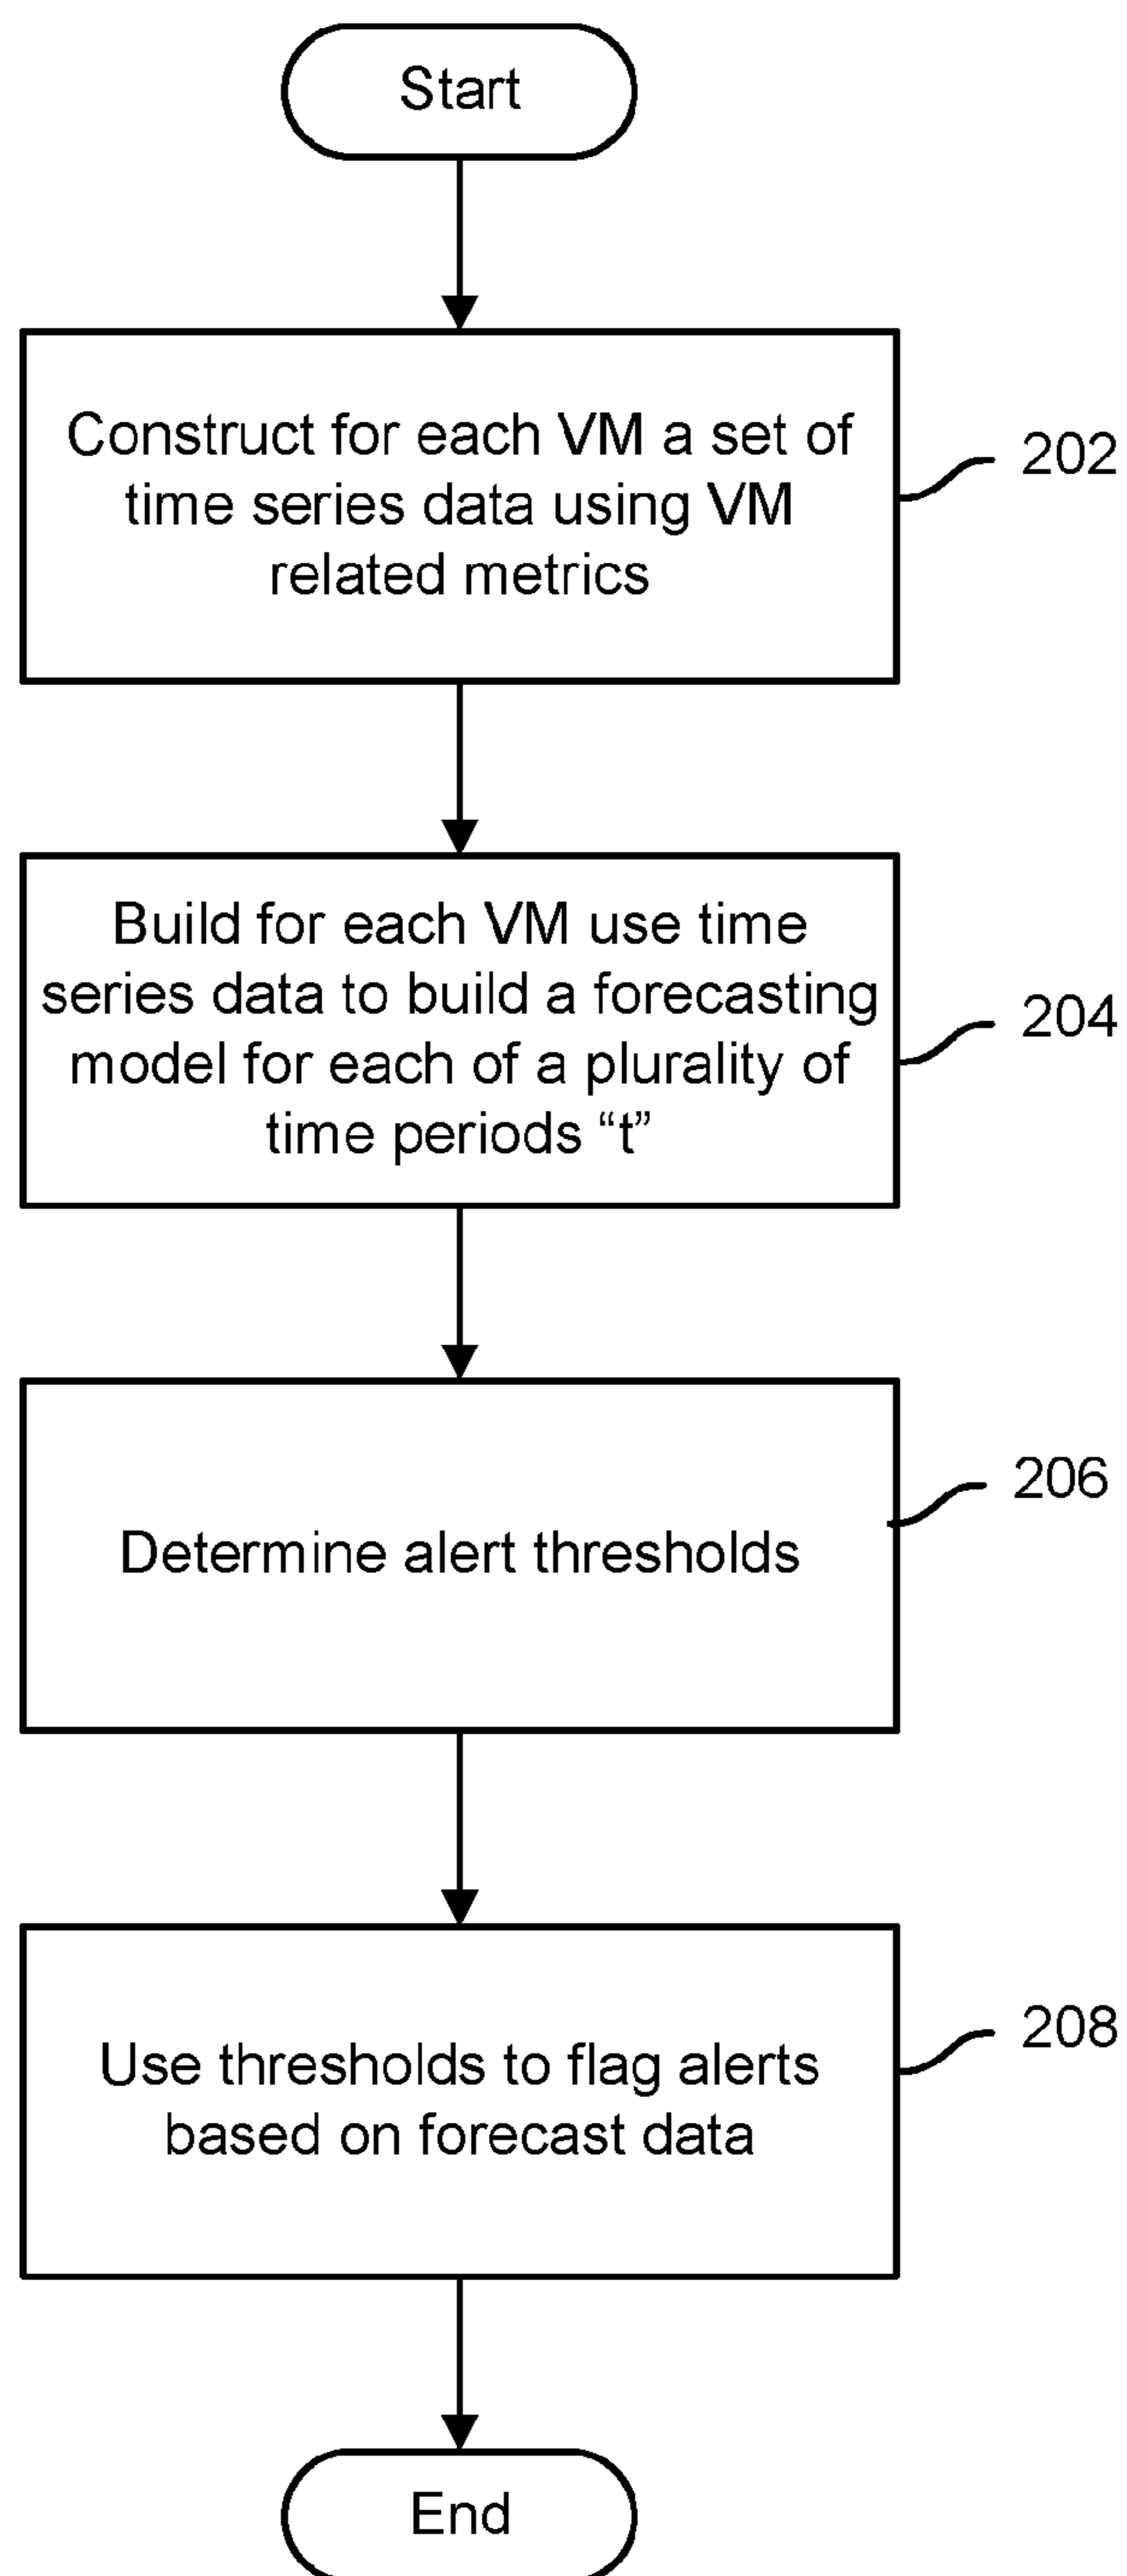 Start
Construct for each VM a set of
time series data using VM
related metrics
202
Build for each VM use time
series data to build a forecasting
model for each of a plurality of
time periods “t”
204
Determine alert thresholds
206
Use thresholds to flag alerts
based on forecast data
208
End